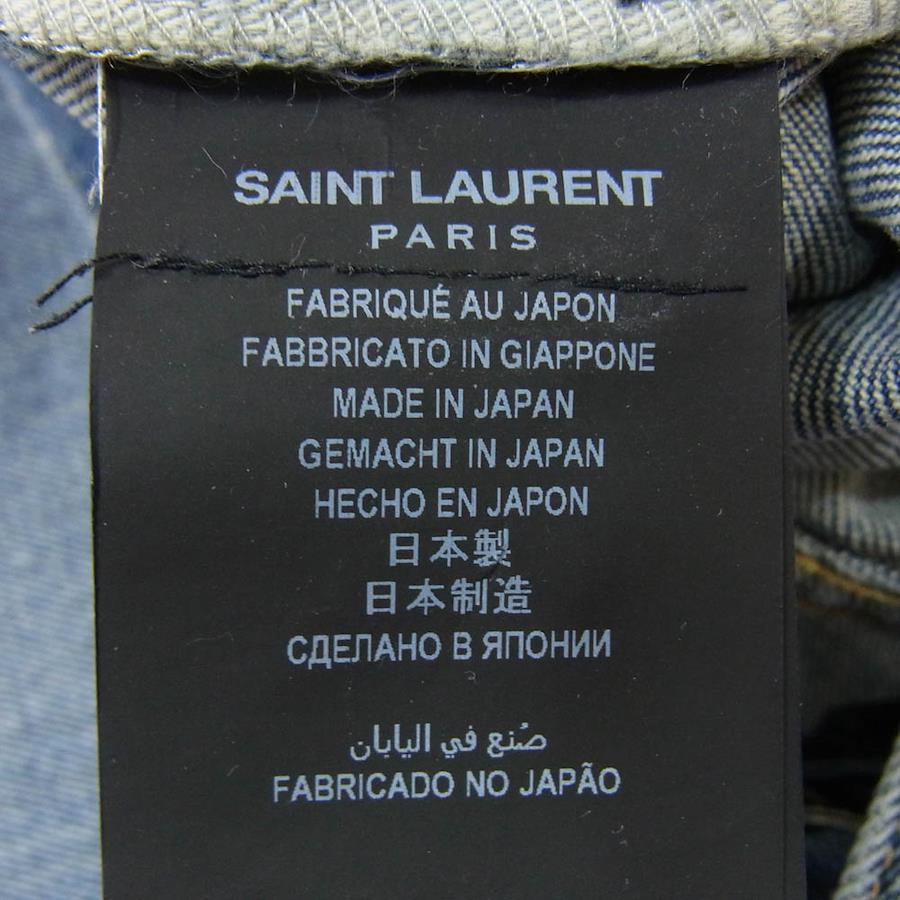 SAINT LAURENT
PARIS
FABRIQUÉ AU JAPON
FABBRICATO IN GIAPPONE
MADE IN JAPAN
GEMACHT IN JAPAN
HECHO EN JAPON
日本製
日本制造
СДЕЛАНО В ЯПОНИИ
صُنع في اليابان
FABRICADO NO JAPÃO